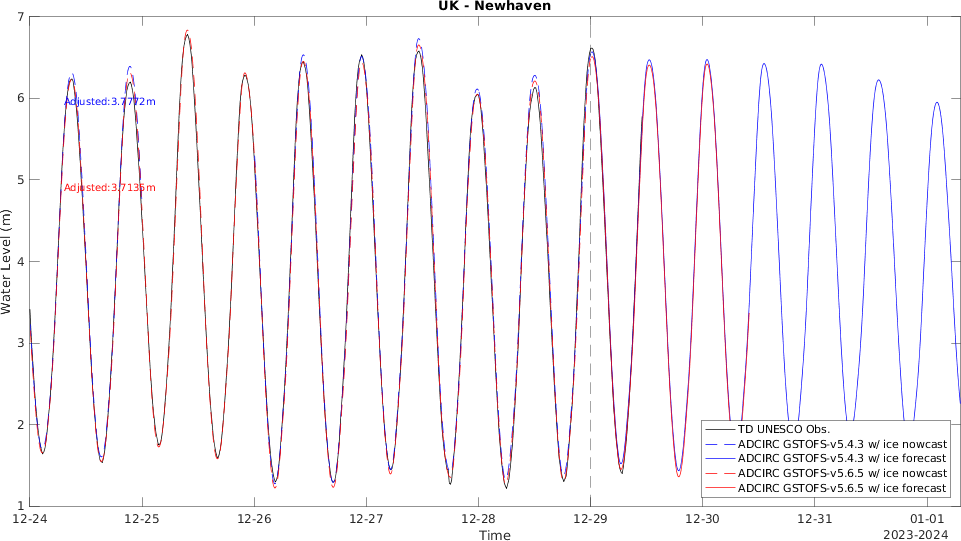 UK - Newhaven
7
6
5
4
3
2
1
Water Level (m)
Adjusted:3.7772m
Adjusted:3.7135m
TD UNESCO Obs.
ADCIRC GSTOFS-v5.4.3 w/ ice nowcast
ADCIRC GSTOFS-v5.4.3 w/ ice forecast
ADCIRC GSTOFS-v5.6.5 w/ ice nowcast
ADCIRC GSTOFS-v5.6.5 w/ ice forecast
12-24 12-25 12-26 12-27 12-28 12-29 12-30 12-31 01-01
Time
2023-2024